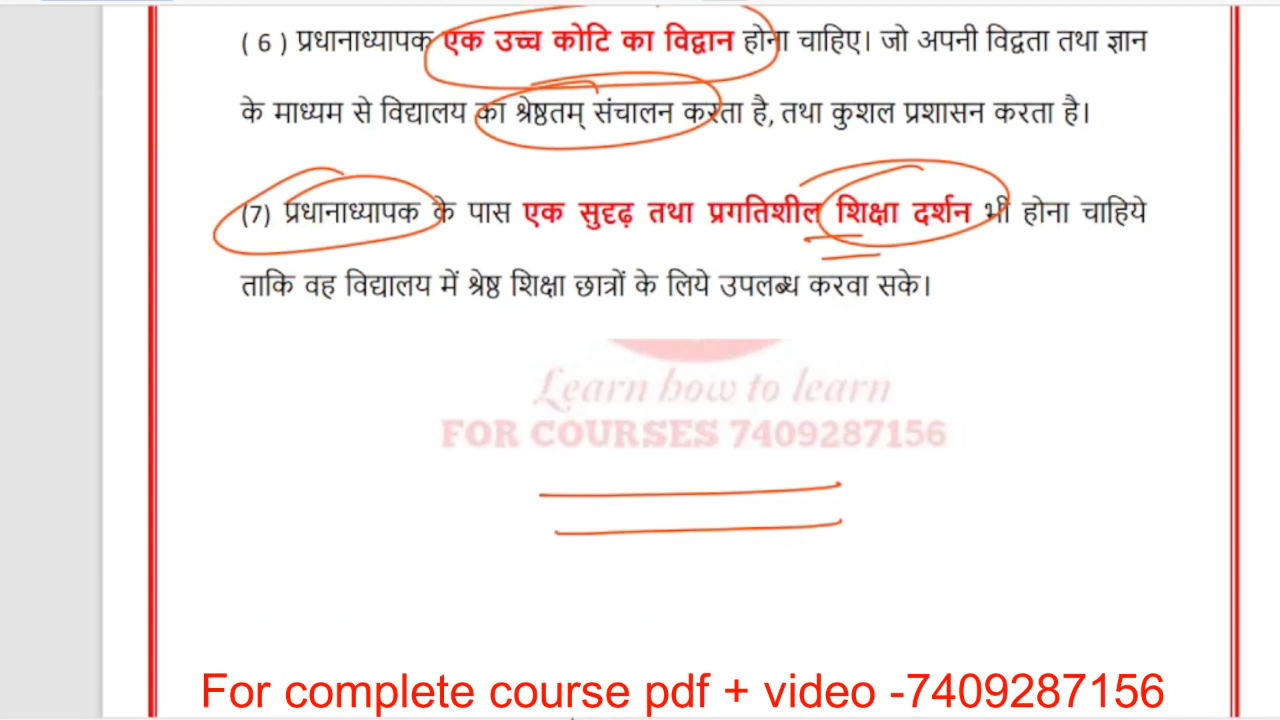 ( 6 ) प्रधानाध्यापक एक उच्च कोटि का विद्वान होना चाहिए। जो अपनी विद्वता तथा ज्ञान
के माध्यम से विद्यालय का श्रेष्ठतम् संचालन करता है, तथा कुशल प्रशासन करता है।
(7) प्रधानाध्यापक के पास एक सुदृढ़ तथा प्रगतिशील शिक्षा दर्शन भी होना चाहिये
ताकि वह विद्यालय में श्रेष्ठ शिक्षा छात्रों के लिये उपलब्ध करवा सके।
Learn how to learn
FOR COURSES 7409287156
For complete course pdf + video -7409287156